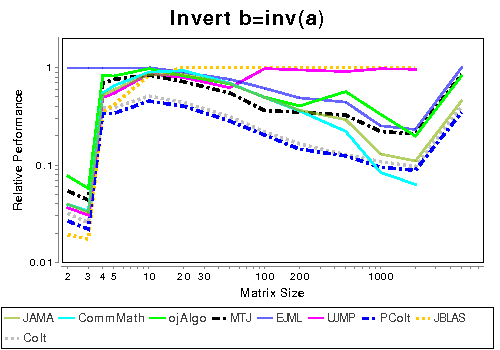 Invert b=inv(a)
1
0.1
0.01
Relative Performance
2 3 4 5 10 20 30 100 200 1000
Matrix Size
JAMA CommMath ojAlgo MTJ EJML UJMP PColt JBLAS
Colt